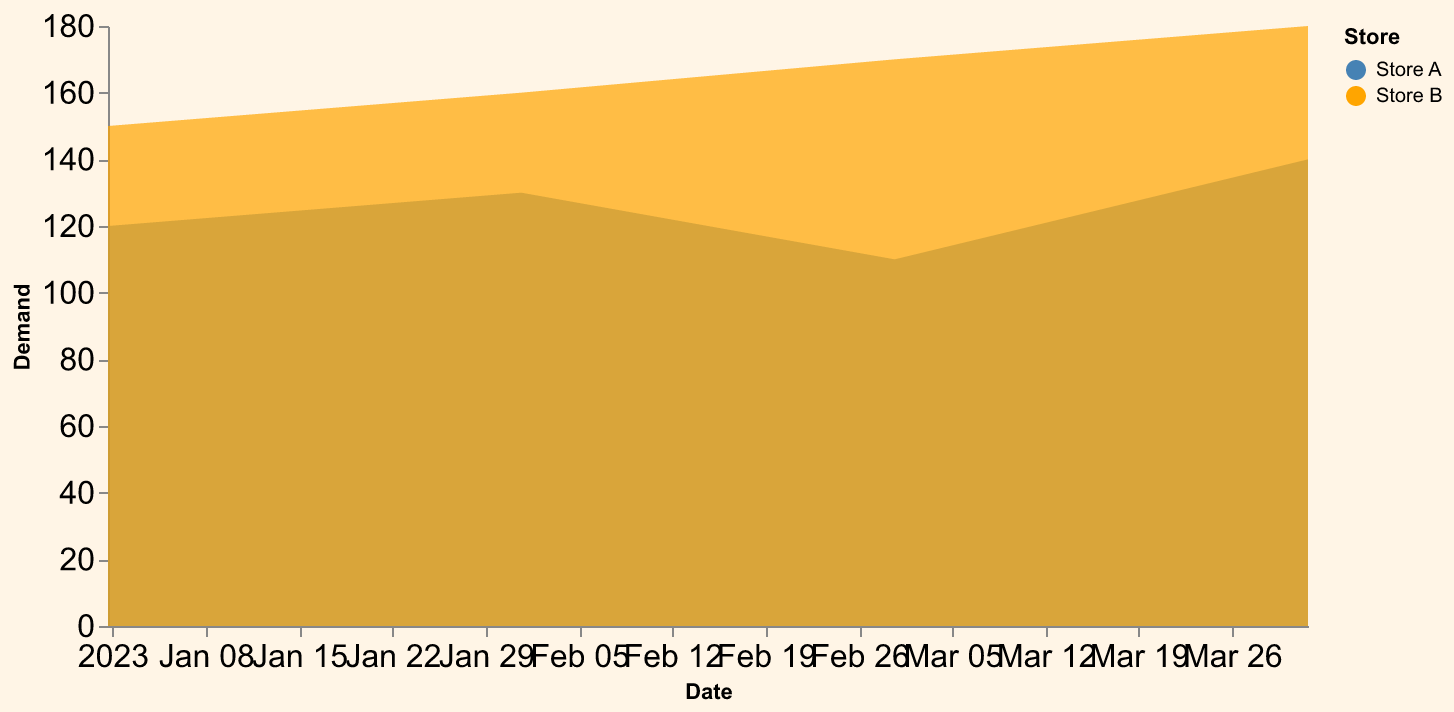 180
160
140
120
100
80
60
40
20
0
Demand
2023 Jan 08 Jan 15 Jan 22 Jan 29 Feb 05 Feb 12 Feb 19 Feb 26 Mar 05 Mar 12 Mar 19 Mar 26
Date
Store
Store A
Store B